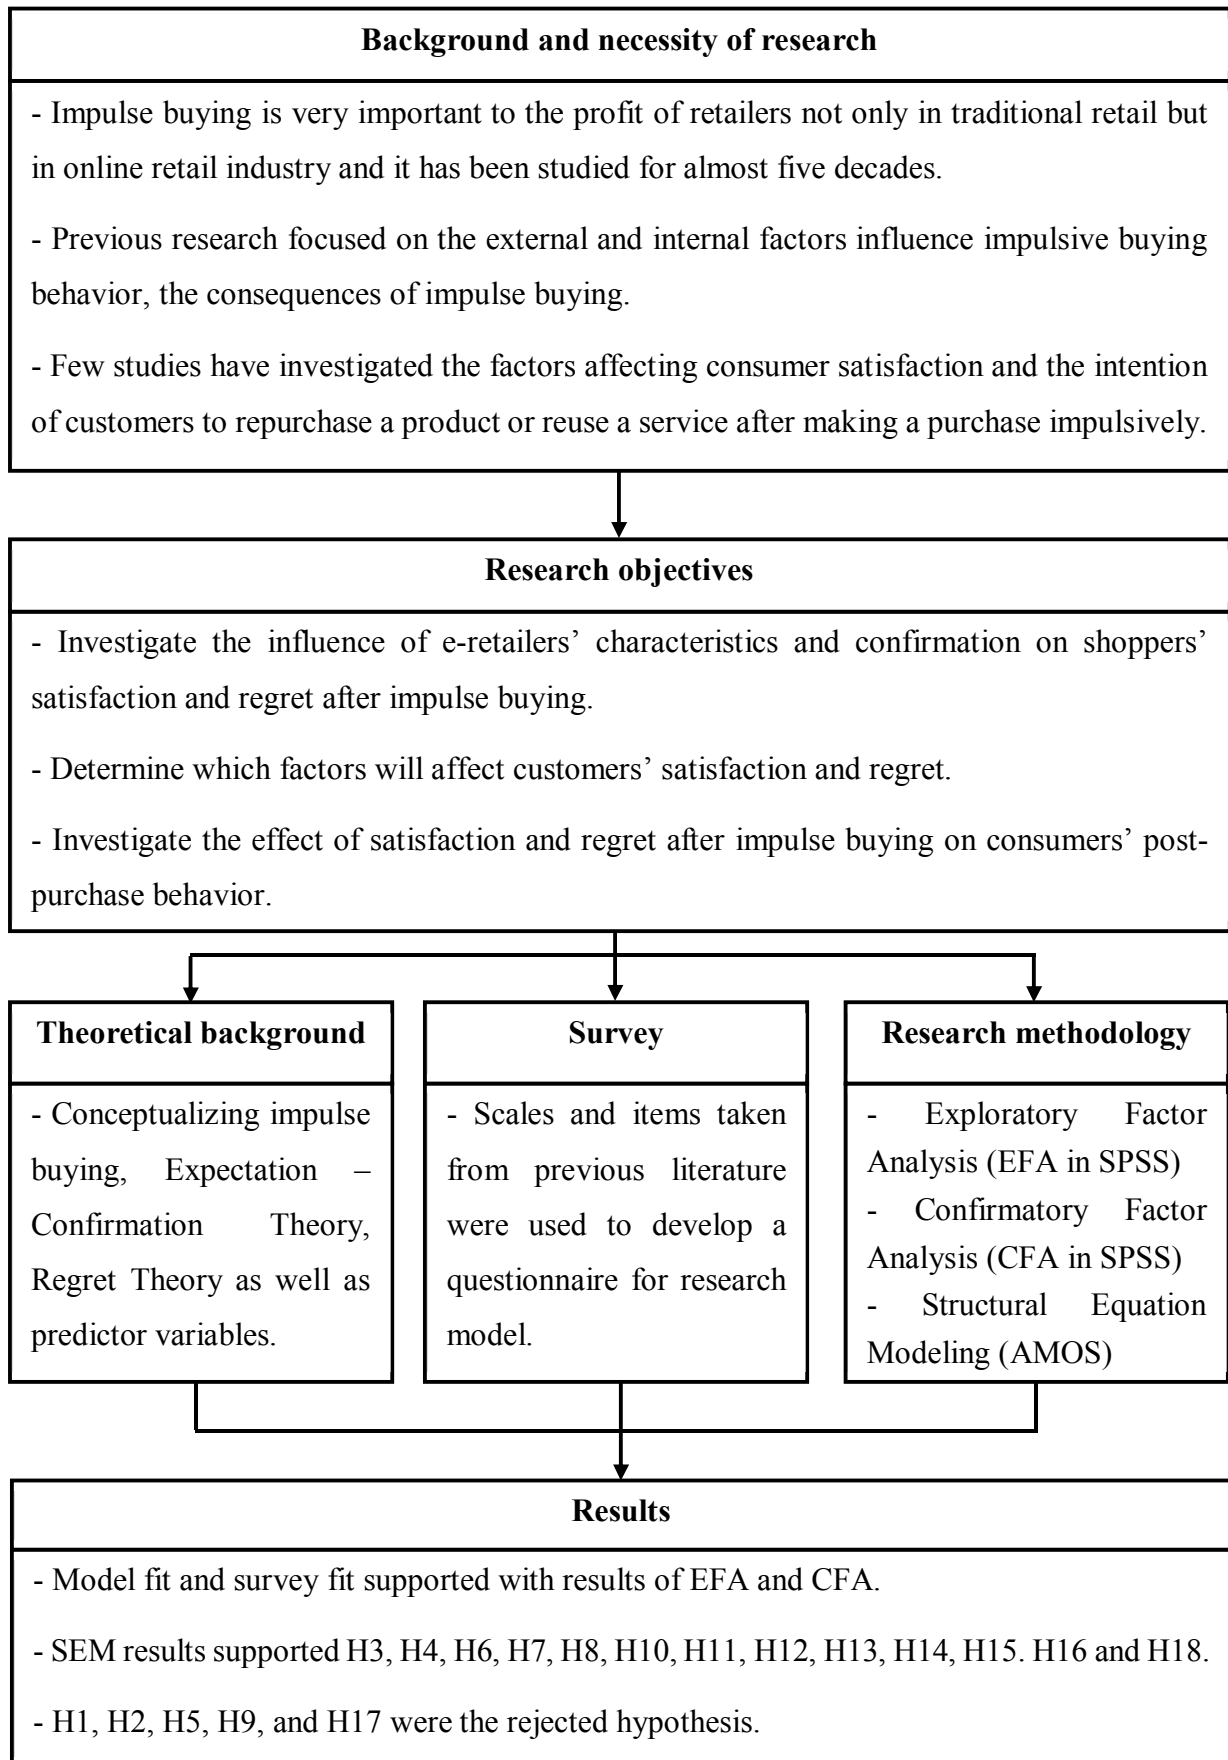 Background and necessity of research
- Impulse buying is very important to the profit of retailers not only in traditional retail but
in online retail industry and it has been studied for almost five decades.
- Previous research focused on the external and internal factors influence impulsive buying
behavior, the consequences of impulse buying.
- Few studies have investigated the factors affecting consumer satisfaction and the intention
of customers to repurchase a product or reuse a service after making a purchase impulsively.
Research objectives
- Investigate the influence of e-retailers’ characteristics and confirmation on shoppers’
satisfaction and regret after impulse buying.
- Determine which factors will affect customers’ satisfaction and regret.
- Investigate the effect of satisfaction and regret after impulse buying on consumers’ post-
purchase behavior.
Theoretical background
- Conceptualizing impulse
buying, Expectation –
Confirmation Theory,
Regret Theory as well as
predictor variables.
Survey
- Scales and items taken
from previous literature
were used to develop a
questionnaire for research
model.
Research methodology
- Exploratory Factor
Analysis (EFA in SPSS)
- Confirmatory Factor
Analysis (CFA in SPSS)
- Structural Equation
Modeling (AMOS)
Results
- Model fit and survey fit supported with results of EFA and CFA.
- SEM results supported H3, H4, H6, H7, H8, H10, H11, H12, H13, H14, H15. H16 and H18.
- H1, H2, H5, H9, and H17 were the rejected hypothesis.